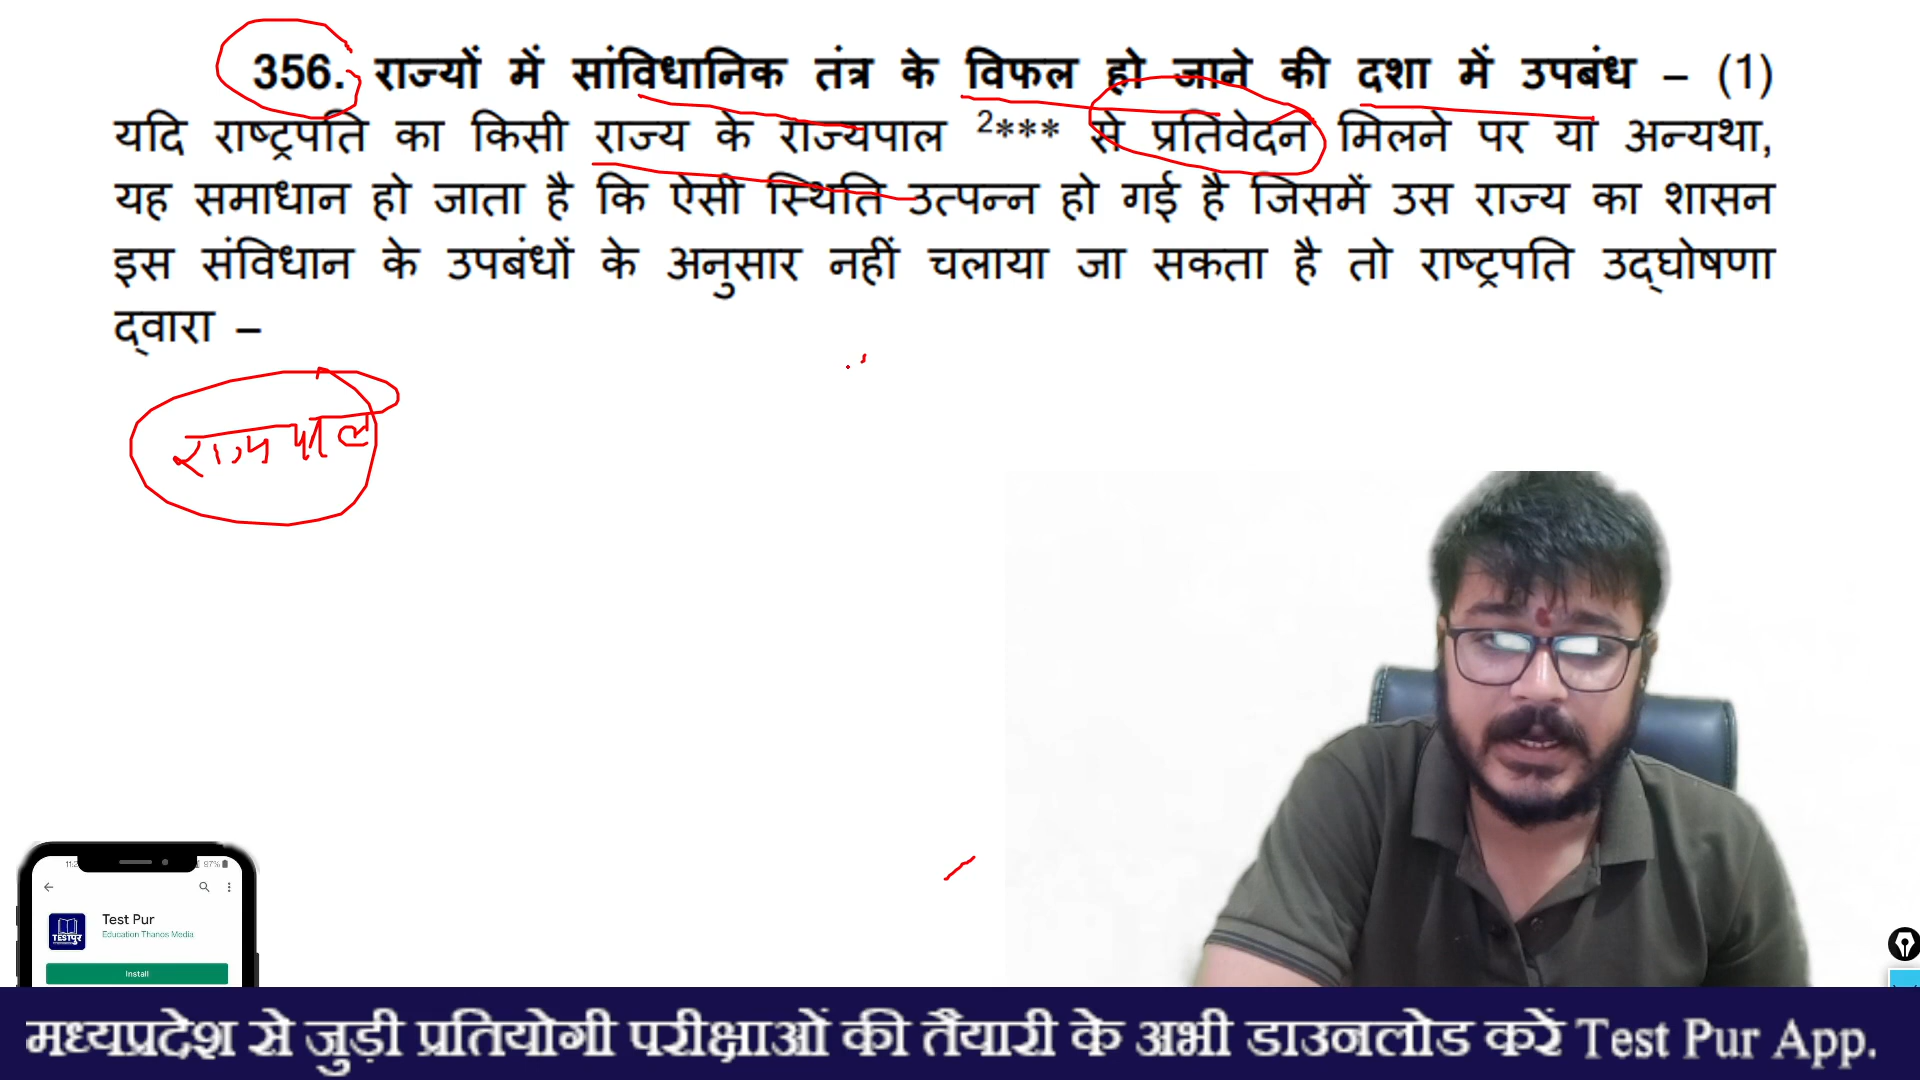 356. राज्यों में सांविधानिक तंत्र के विफल हो जाने की दशा में उपबंध – (1)
यदि राष्ट्रपति का किसी राज्य के राज्यपाल 2*** से प्रतिवेदन मिलने पर या अन्यथा,
यह समाधान हो जाता है कि ऐसी स्थिति उत्पन्न हो गई है जिसमें उस राज्य का शासन
इस संविधान के उपबंधों के अनुसार नहीं चलाया जा सकता है तो राष्ट्रपति उद्घोषणा
द्वारा –
राज्यपाल
97%
Test Pur
Education Thanos Media
TESTपुर
Install
मध्यप्रदेश से जुड़ी प्रतियोगी परीक्षाओं की तैयारी के अभी डाउनलोड करें Test Pur App.